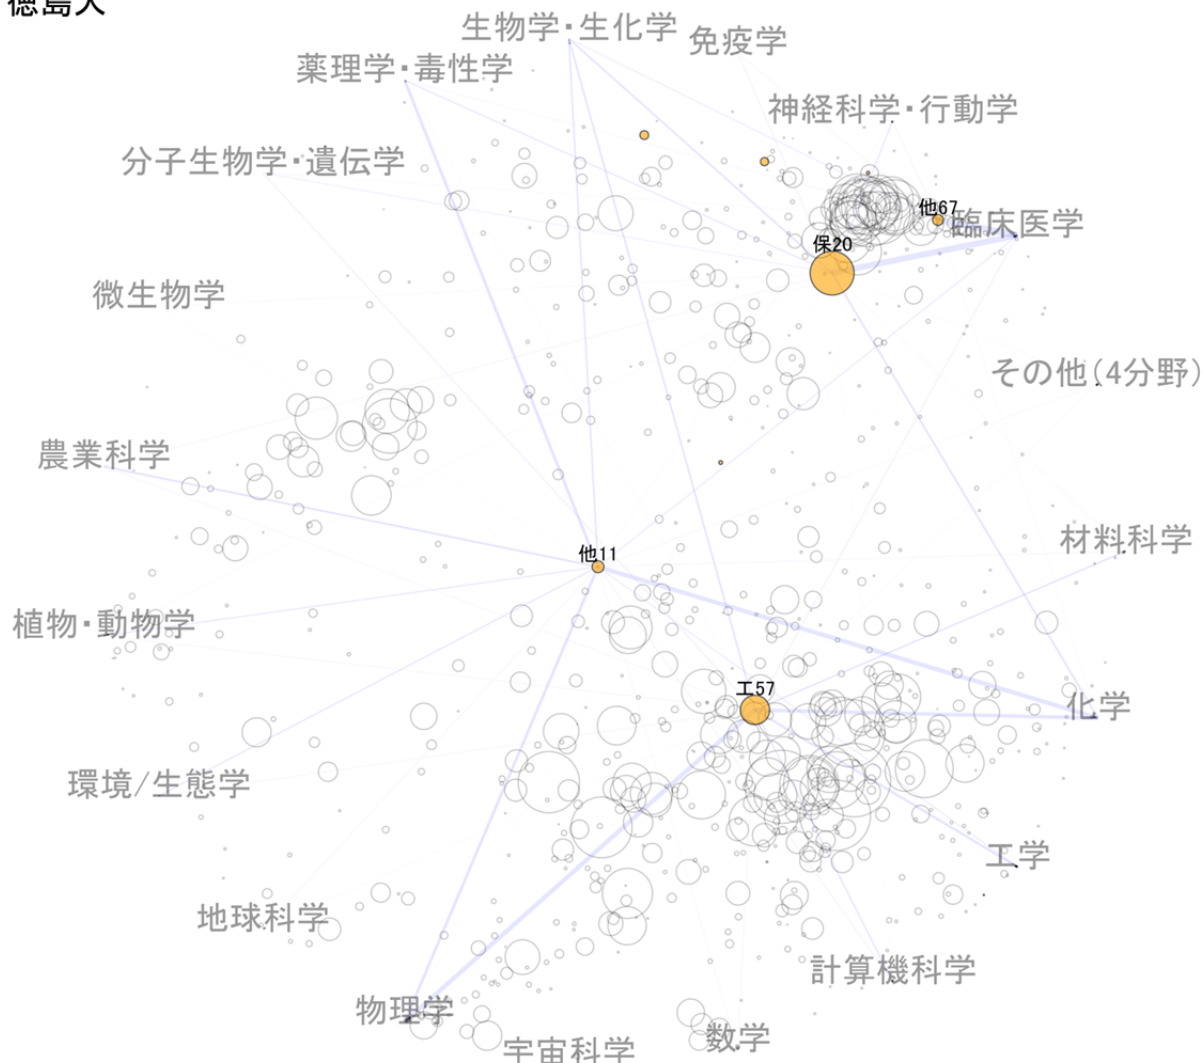 徳島大
生物学・生化学
免疫学
薬理学・毒性学
神経科学・行動学
分子生物学・遺伝学
他67
臨床医学
保20
微生物学
その他(4分野)
農業科学
材料科学
他11
植物・動物学
工57
化学
環境/生態学
工学
地球科学
計算機科学
物理学
数学
宇宙科学